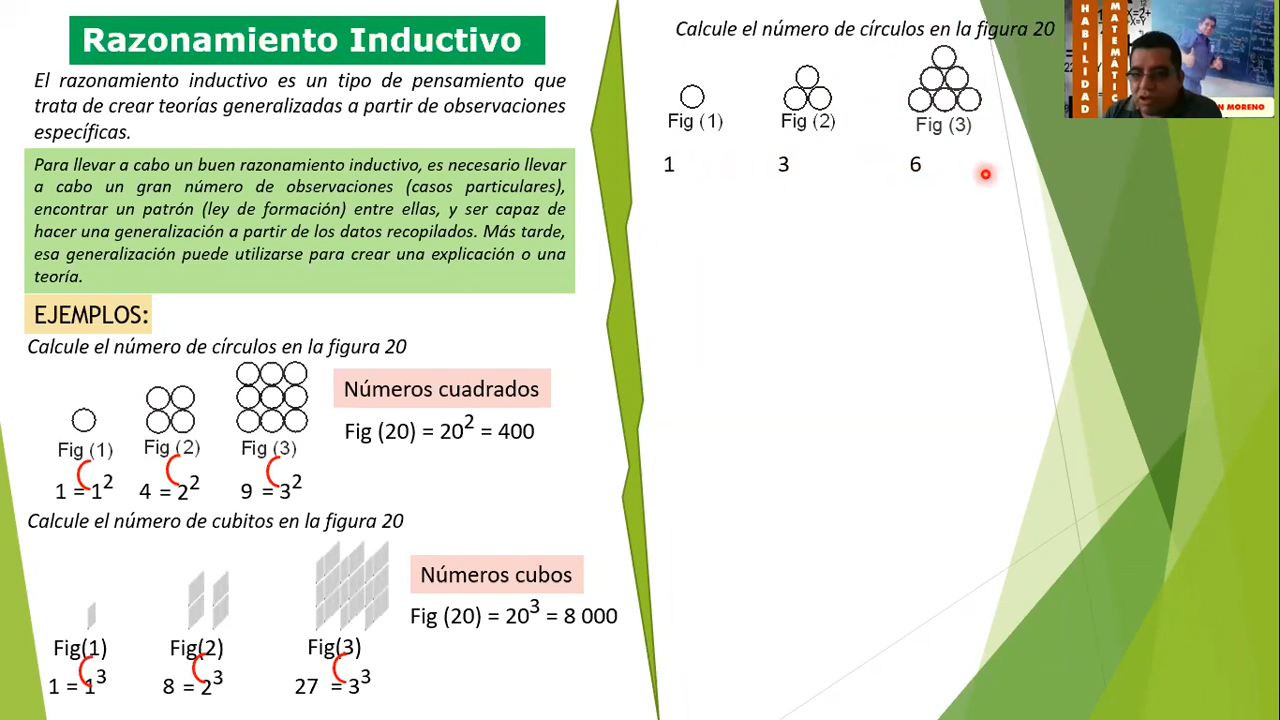 Razonamiento Inductivo
El razonamiento inductivo es un tipo de pensamiento que
trata de crear teorías generalizadas a partir de observaciones
específicas.
Para llevar a cabo un buen razonamiento inductivo, es necesario llevar
a cabo un gran número de observaciones (casos particulares),
encontrar un patrón (ley de formación) entre ellas, y ser capaz de
hacer una generalización a partir de los datos recopilados. Más tarde,
esa generalización puede utilizarse para crear una explicación o una
teoría.
EJEMPLOS:
Calcule el número de círculos en la figura 20
Fig (1) Fig (2) Fig (3)
1 = 1² 4 = 2² 9 = 3²
Números cuadrados
Fig (20) = 20² = 400
Calcule el número de cubitos en la figura 20
Fig(1) Fig(2) Fig(3)
1 = 1³ 8 = 2³ 27 = 3³
Números cubos
Fig (20) = 20³ = 8 000
Calcule el número de círculos en la figura 20
Fig (1) Fig (2) Fig (3)
1 3 6
HABILIDAD
MATEMÁTIC
N MORENO